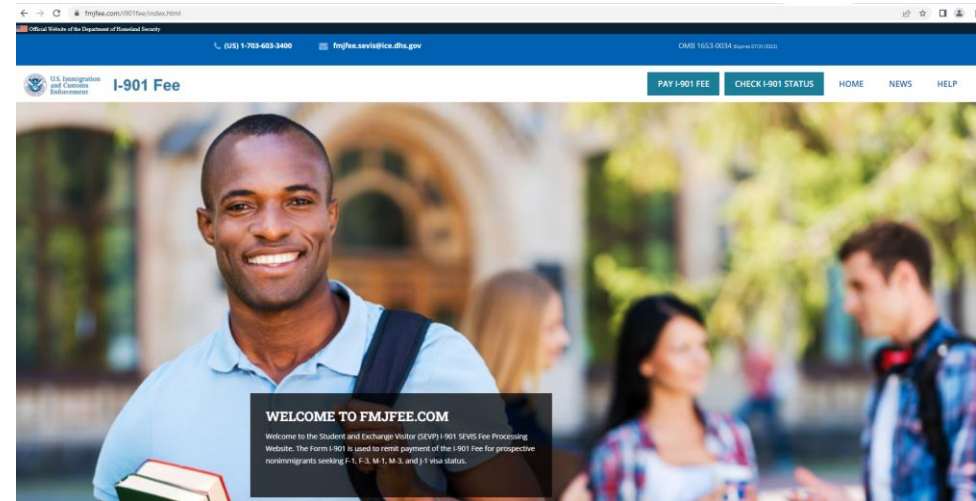 fmjfee.com/i901fee/index.html
Official Website of the Department of Homeland Security
(US) 1-703-603-3400 fmjfee.sevis@ice.dhs.gov OMB 1653-0034 (Expires 07/31/2022)
U.S. Immigration
and Customs
Enforcement
I-901 Fee
PAY I-901 FEE CHECK I-901 STATUS HOME NEWS HELP
WELCOME TO FMJFEE.COM
Welcome to the Student and Exchange Visitor (SEVP) I-901 SEVIS Fee Processing
Website. The Form I-901 is used to remit payment of the I-901 Fee for prospective
nonimmigrants seeking F-1, F-3, M-1, M-3, and J-1 visa status.